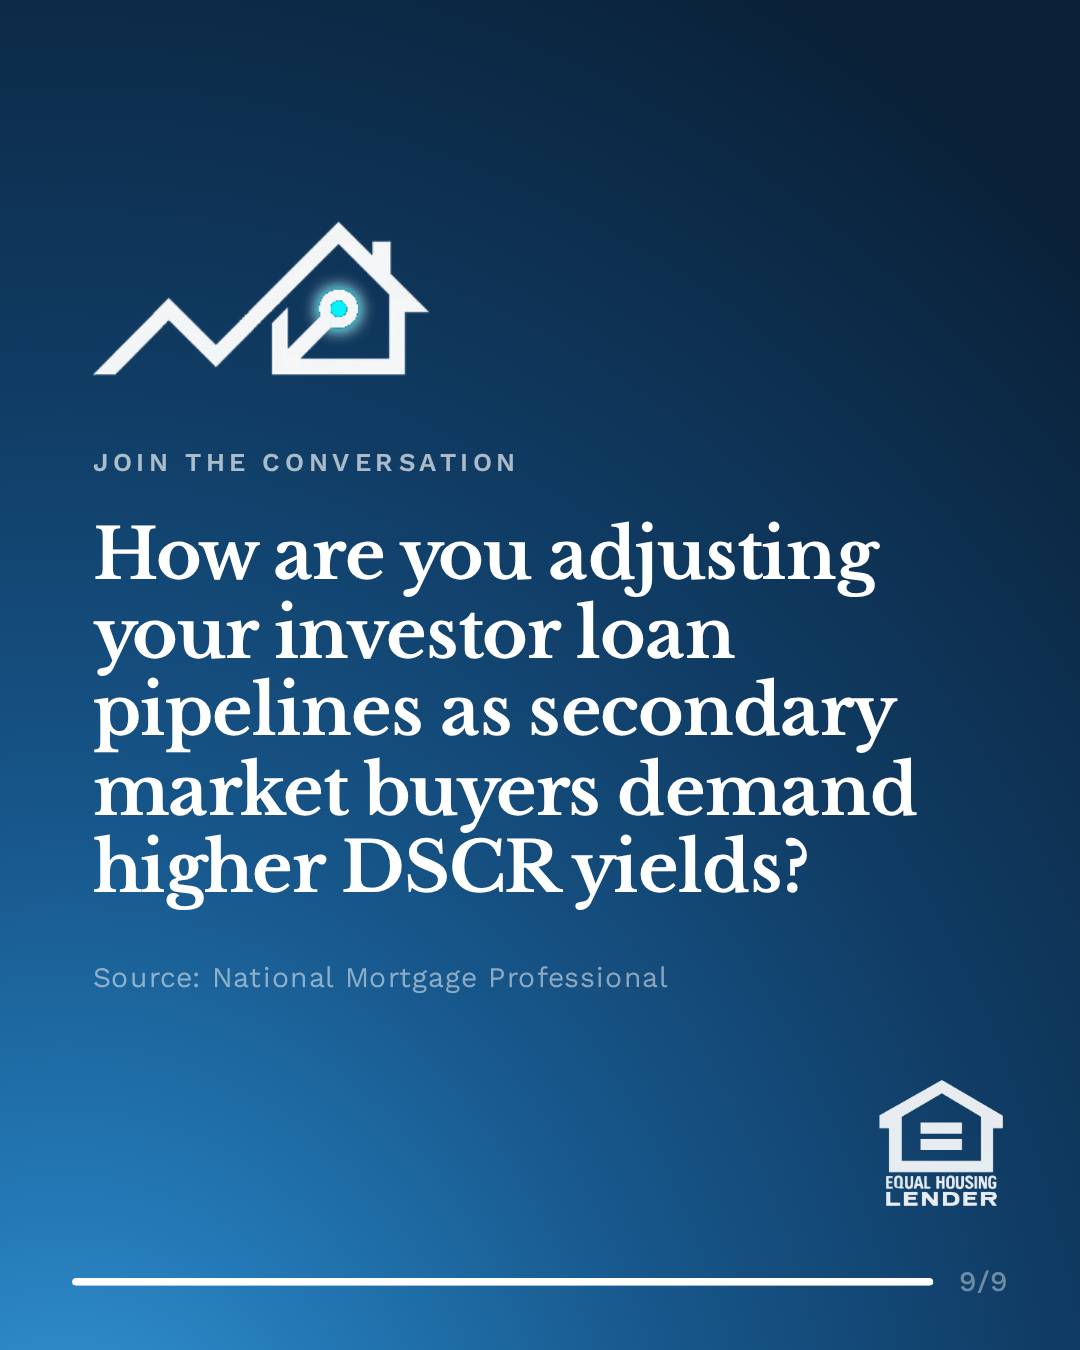 JOIN THE CONVERSATION
How are you adjusting
your investor loan
pipelines as secondary
market buyers demand
higher DSCR yields?
Source: National Mortgage Professional
EQUAL HOUSING
LENDER
9/9